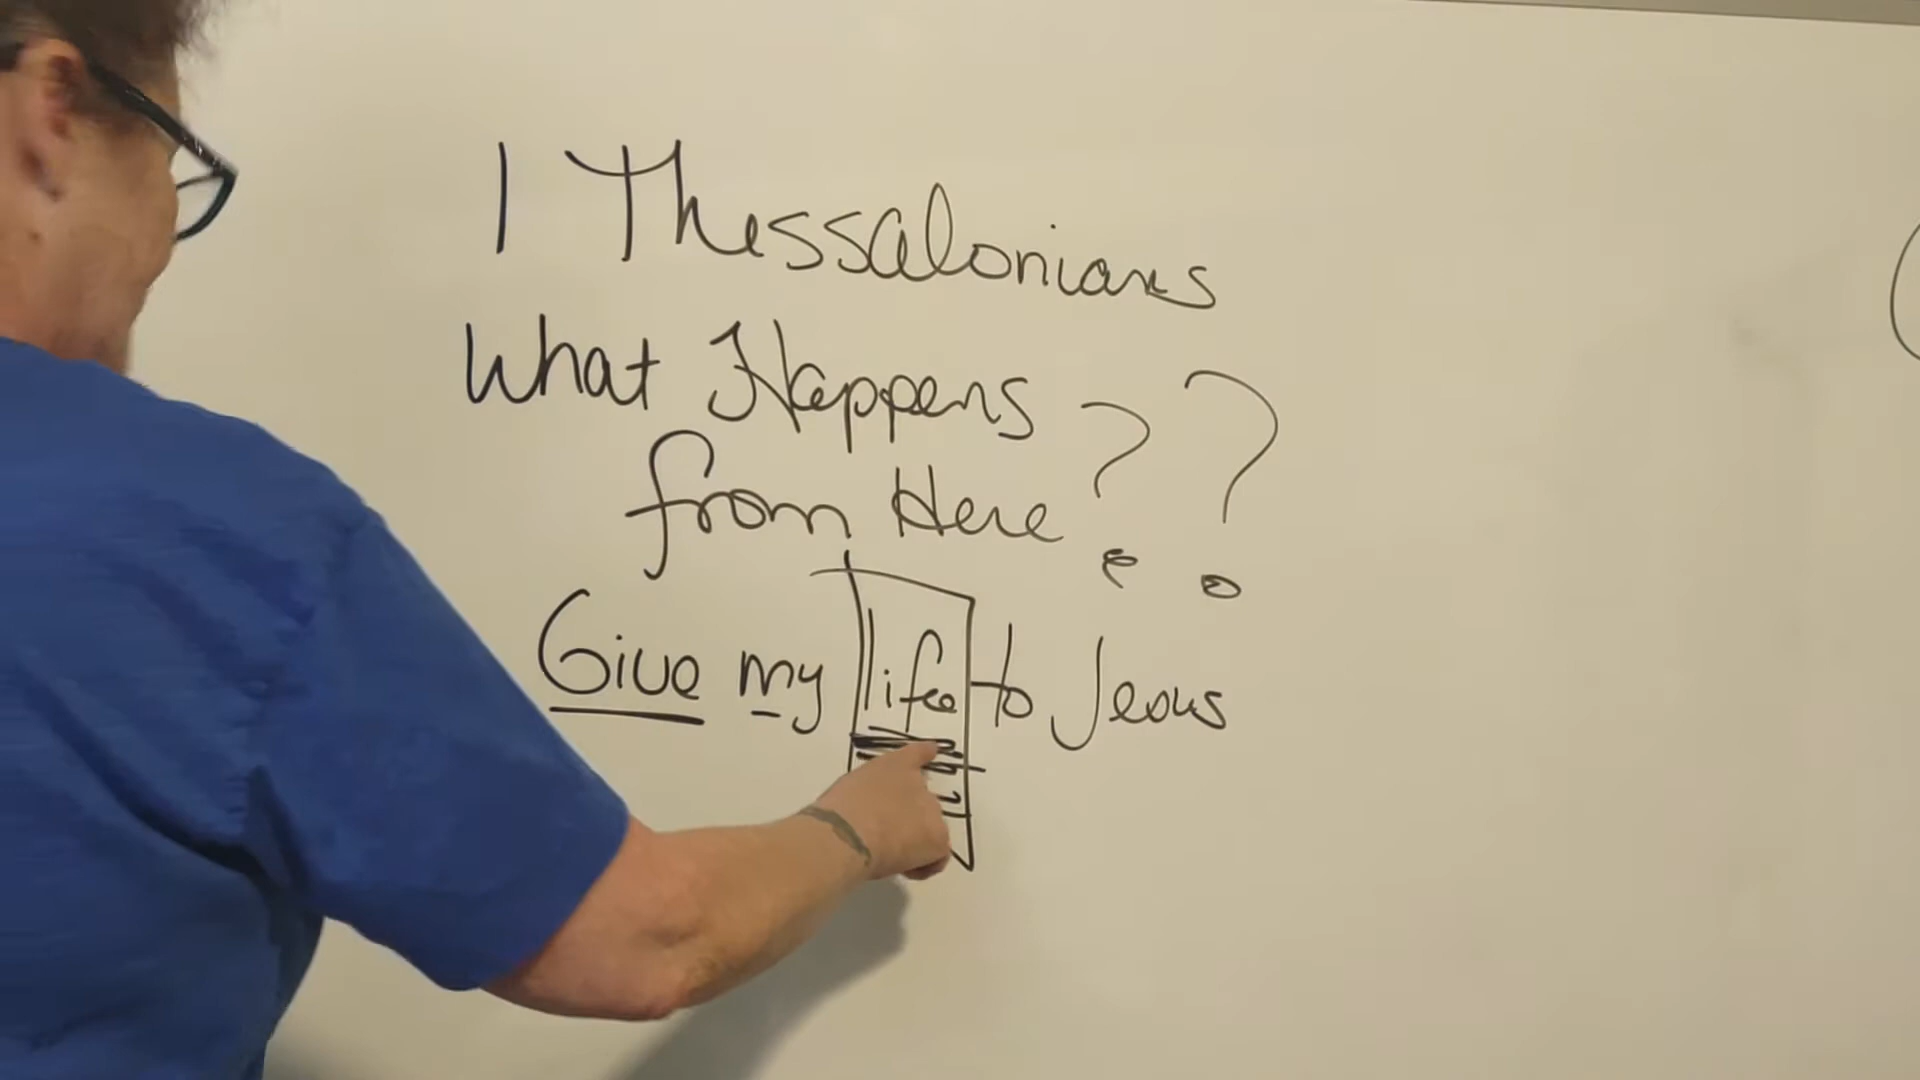 1 Thessalonians
What Happens ??
from Here
Give my life to Jesus